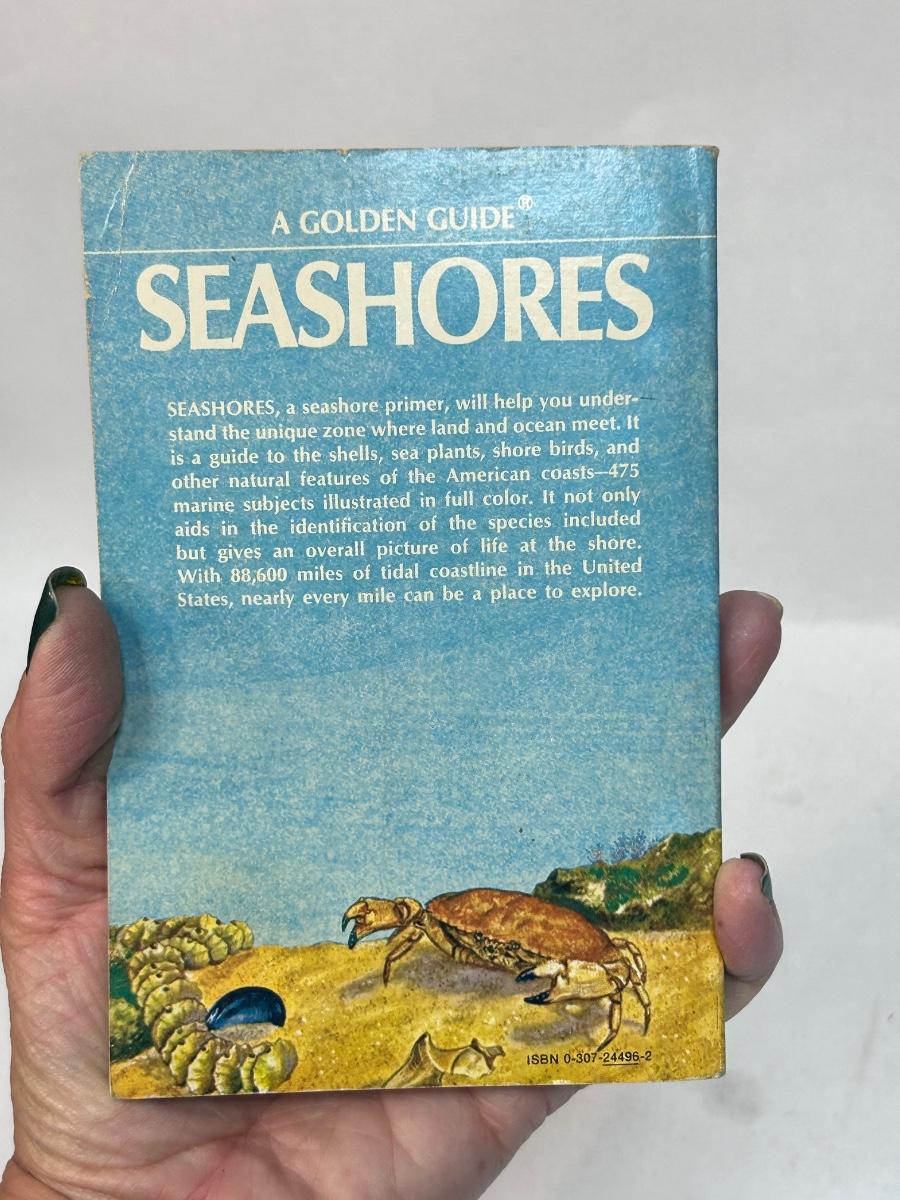 A GOLDEN GUIDE®
SEASHORES
SEASHORES, a seashore primer, will help you under-
stand the unique zone where land and ocean meet. It
is a guide to the shells, sea plants, shore birds, and
other natural features of the American coasts—475
marine subjects illustrated in full color. It not only
aids in the identification of the species included
but gives an overall picture of life at the shore.
With 88,600 miles of tidal coastline in the United
States, nearly every mile can be a place to explore.
ISBN 0-307-24496-2